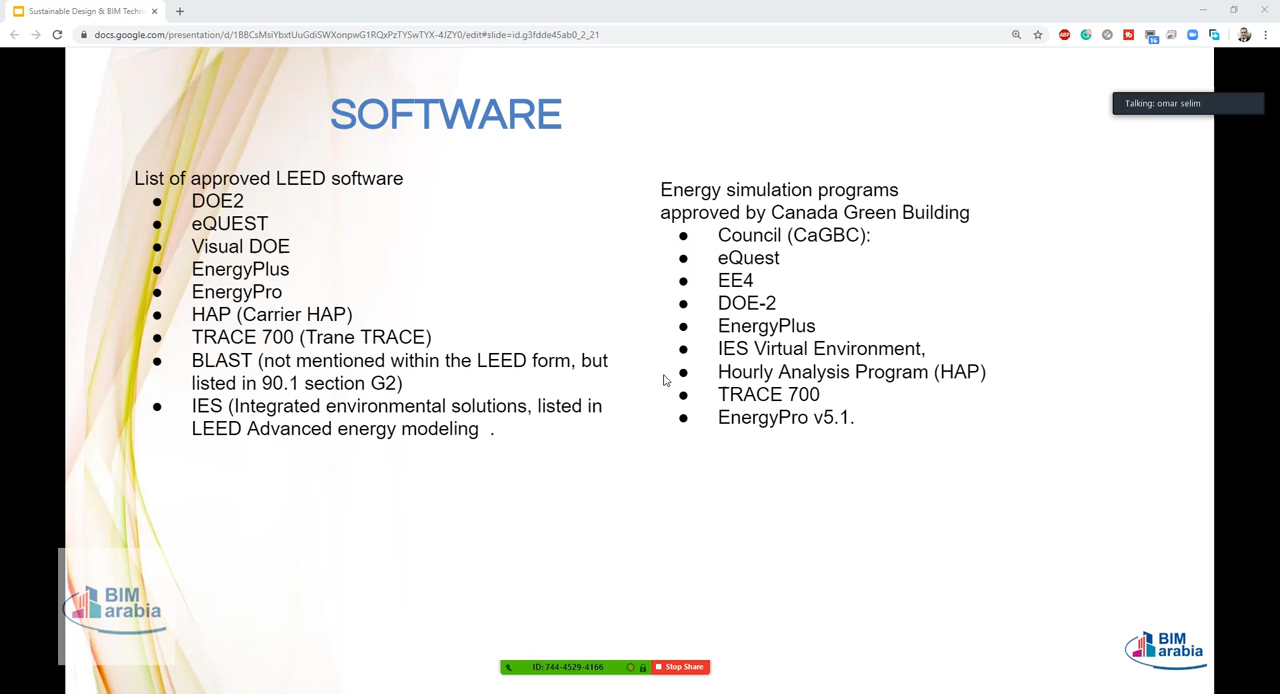 Sustainable Design & BIM Techn
docs.google.com/presentation/d/1BBCsMsiYbxtUuGdiSWXonpwG1RQxPzTYSwTYX-4JZY0/edit#slide=id.g3fdde45ab0_2_21
ABP
16
Talking: omar selim
SOFTWARE
List of approved LEED software
● DOE2
● eQUEST
● Visual DOE
● EnergyPlus
● EnergyPro
● HAP (Carrier HAP)
● TRACE 700 (Trane TRACE)
● BLAST (not mentioned within the LEED form, but
listed in 90.1 section G2)
● IES (Integrated environmental solutions, listed in
LEED Advanced energy modeling .
Energy simulation programs
approved by Canada Green Building
● Council (CaGBC):
● eQuest
● EE4
● DOE-2
● EnergyPlus
● IES Virtual Environment,
● Hourly Analysis Program (HAP)
● TRACE 700
● EnergyPro v5.1.
BIM
arabia
BIM
arabia
ID: 744-4529-4166
Stop Share